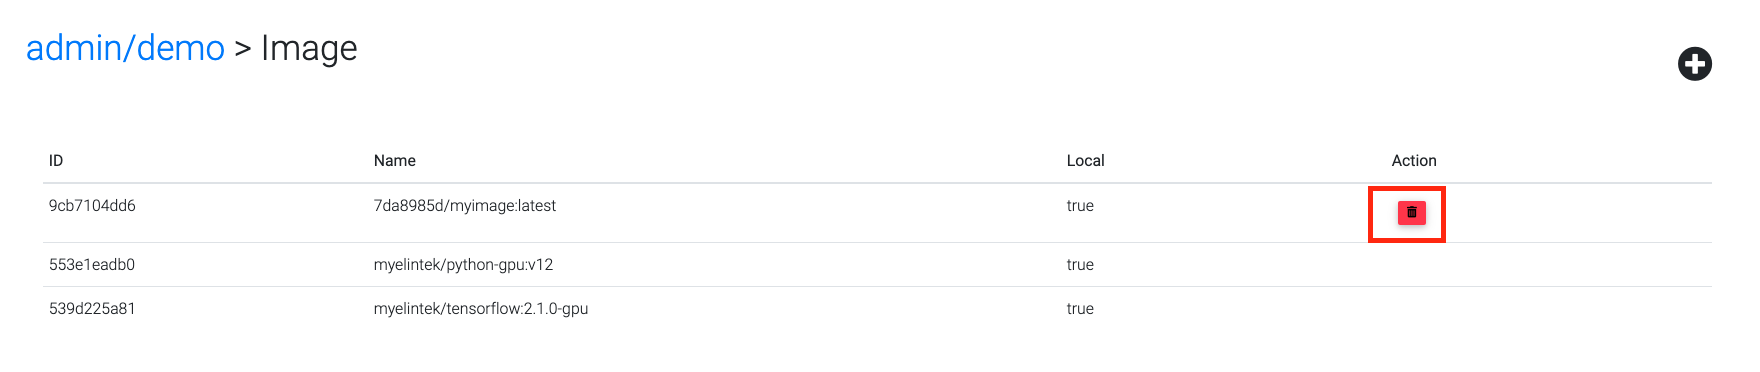 admin/demo > Image
ID Name Local Action
9cb7104dd6 7da8985d/myimage:latest true
553e1eadb0 myelintek/python-gpu:v12 true
539d225a81 myelintek/tensorflow:2.1.0-gpu true